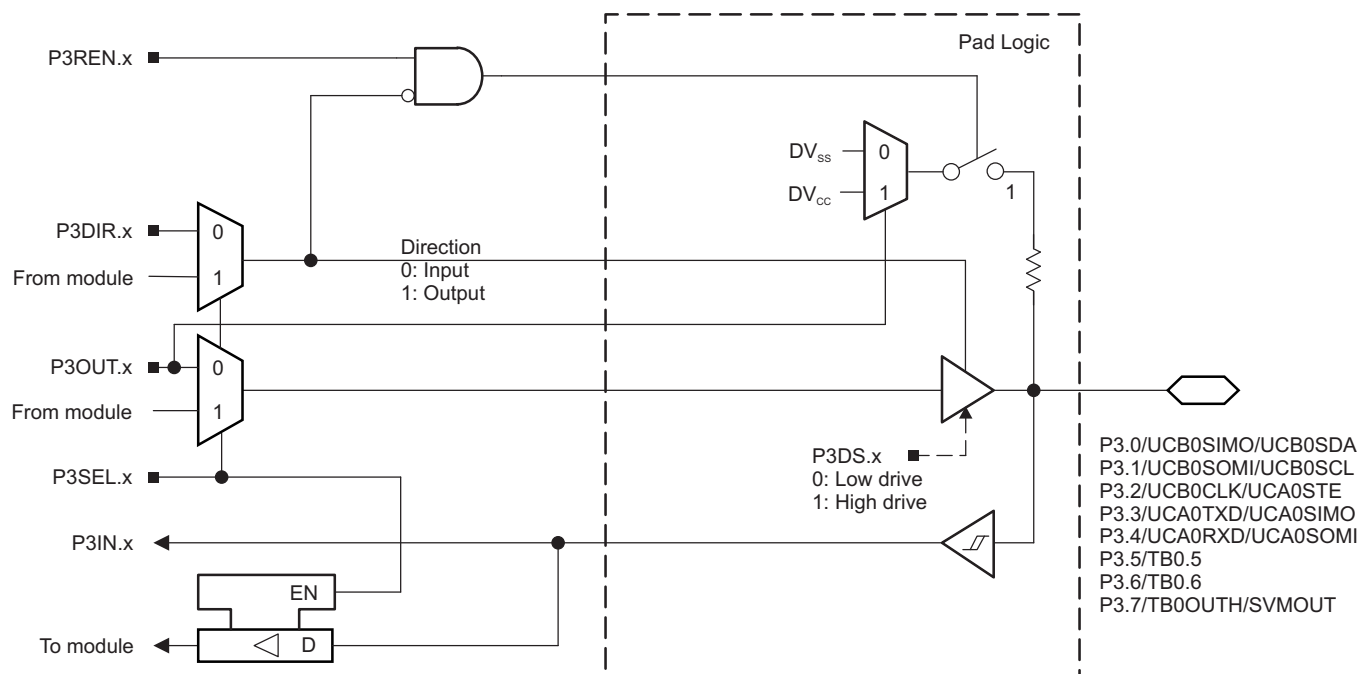 Pad Logic
P3REN.x
DVSS
0
DVCC
1
1
P3DIR.x
0
From module
1
Direction
0: Input
1: Output
P3OUT.x
0
From module
1
P3SEL.x
P3DS.x
0: Low drive
1: High drive
P3.0/UCB0SIMO/UCB0SDA
P3.1/UCB0SOMI/UCB0SCL
P3.2/UCB0CLK/UCA0STE
P3.3/UCA0TXD/UCA0SIMO
P3.4/UCA0RXD/UCA0SOMI
P3.5/TB0.5
P3.6/TB0.6
P3.7/TB0OUTH/SVMOUT
P3IN.x
EN
To module
D